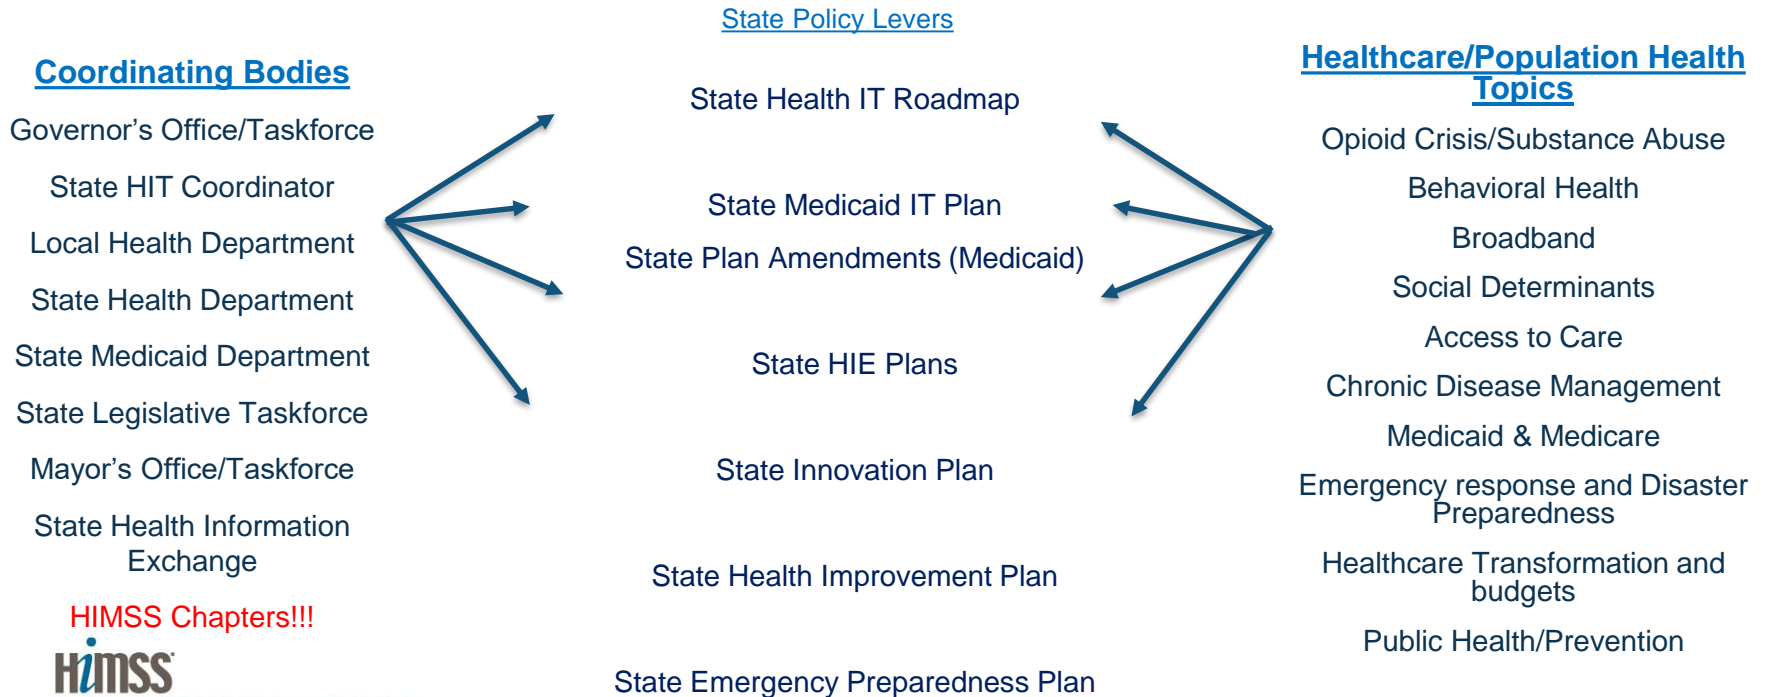 State Policy Levers
Coordinating Bodies
Governor’s Office/Taskforce
State HIT Coordinator
Local Health Department
State Health Department
State Medicaid Department
State Legislative Taskforce
Mayor’s Office/Taskforce
State Health Information
Exchange
HIMSS Chapters!!!
HiMSS
State Health IT Roadmap
State Medicaid IT Plan
State Plan Amendments (Medicaid)
State HIE Plans
State Innovation Plan
State Health Improvement Plan
State Emergency Preparedness Plan
Healthcare/Population Health
Topics
Opioid Crisis/Substance Abuse
Behavioral Health
Broadband
Social Determinants
Access to Care
Chronic Disease Management
Medicaid & Medicare
Emergency response and Disaster
Preparedness
Healthcare Transformation and
budgets
Public Health/Prevention